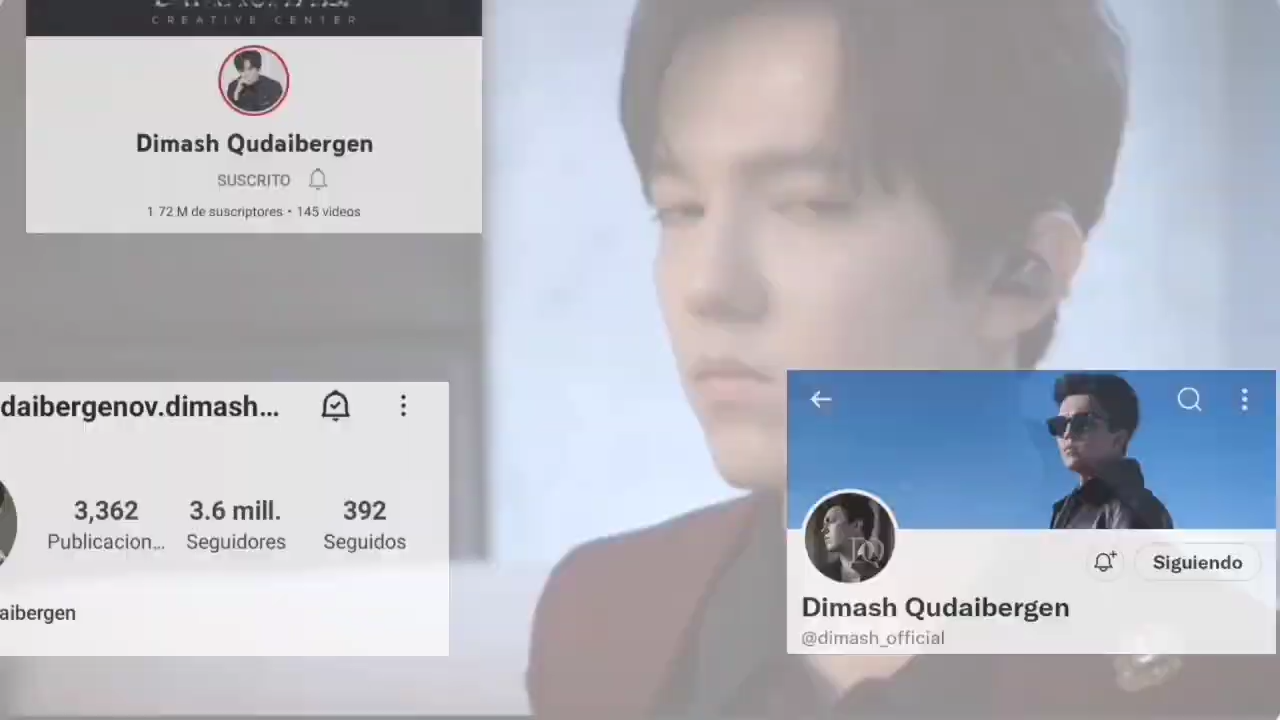 CREATIVE CENTER
Dimash Qudaibergen
SUSCRITO
1 72 M de suscriptores • 145 videos
daibergenov.dimash...
3,362 3.6 mill. 392
Publicacion... Seguidores Seguidos
aibergen
Siguiendo
Dimash Qudaibergen
@dimash_official